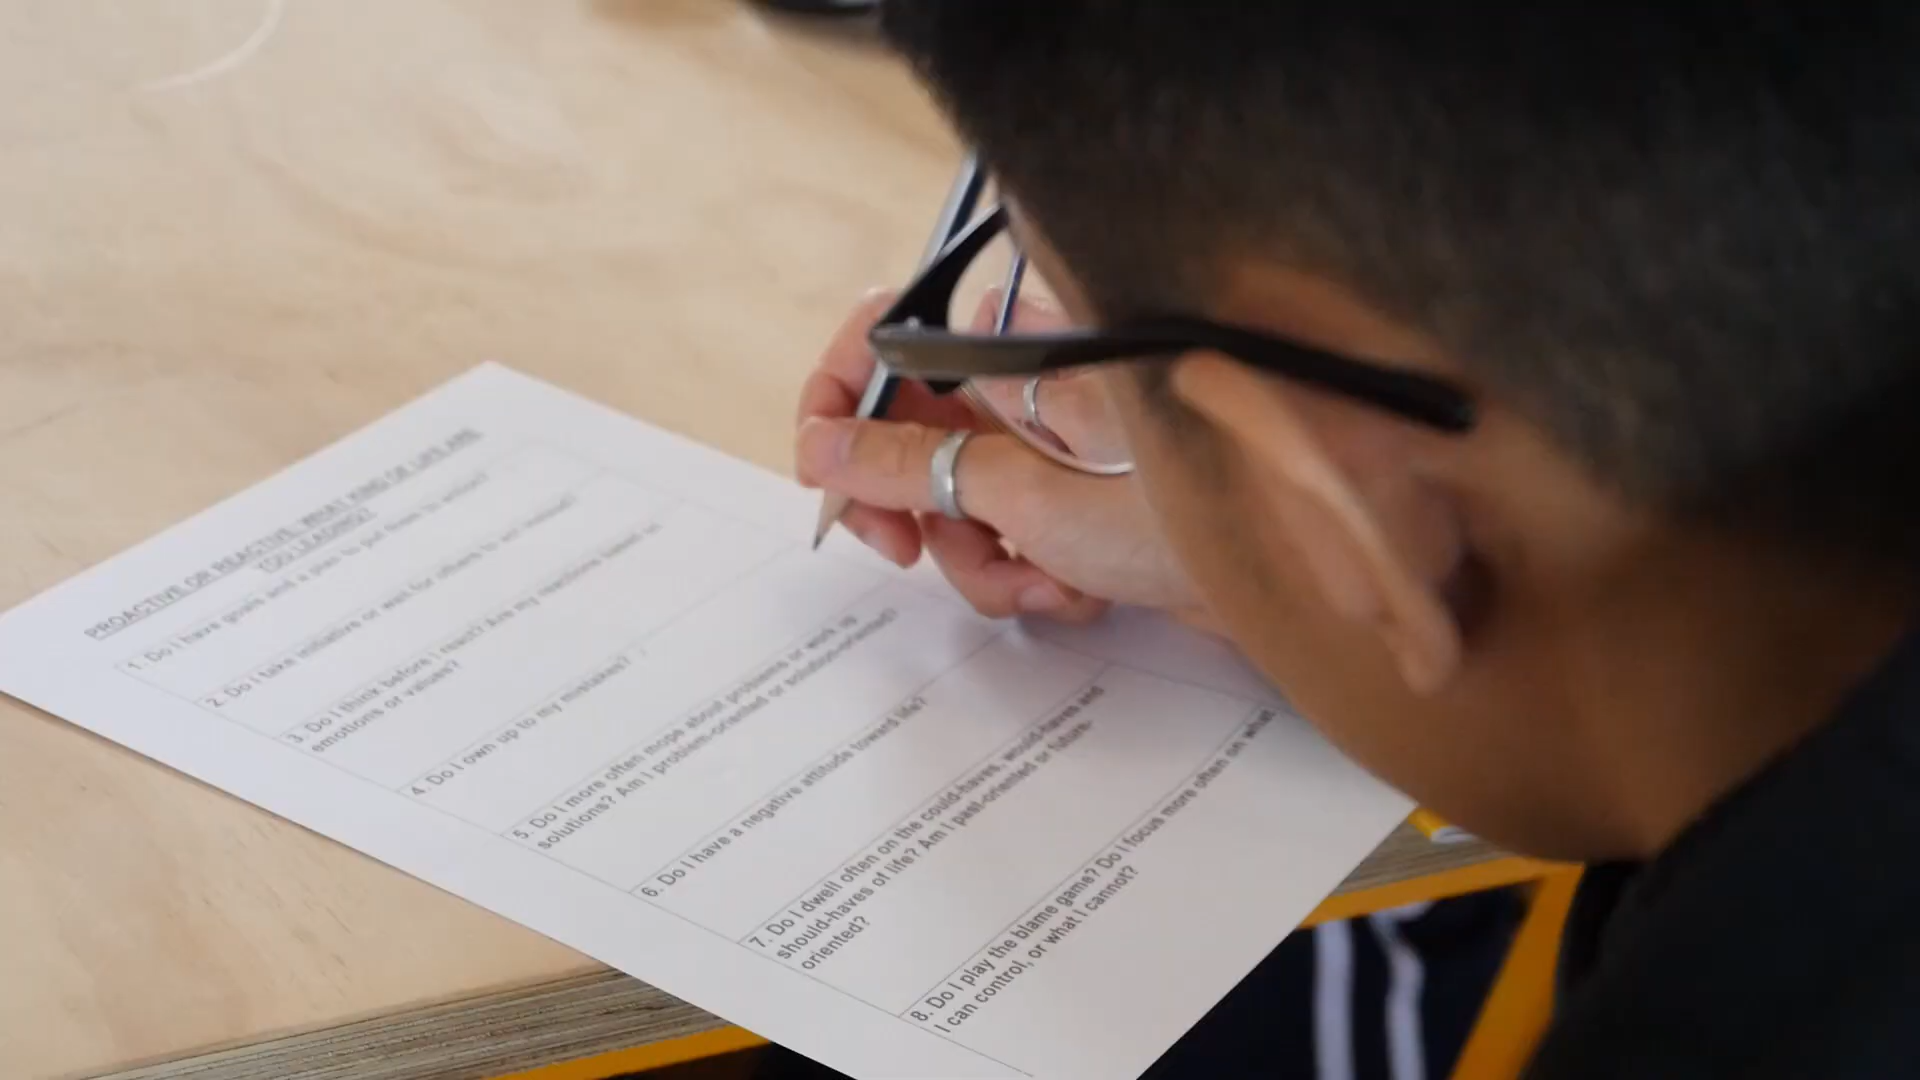 PROACTIVE OR REACTIVE, WHAT KIND OF LIFE ARE
YOU LEADING?
1. Do I have goals and a plan to put them to action?
2. Do I take initiative or wait for others to act instead?
3. Do I think before I react? Are my reactions based on
emotions or values?
4. Do I own up to my mistakes?
5. Do I more often mope about problems or work up
solutions? Am I problem-oriented or solution-oriented?
6. Do I have a negative attitude toward life?
7. Do I dwell often on the could-haves, would-haves and
should-haves of life? Am I past-oriented or future-
oriented?
8. Do I play the blame game? Do I focus more often on what
I can control, or what I cannot?